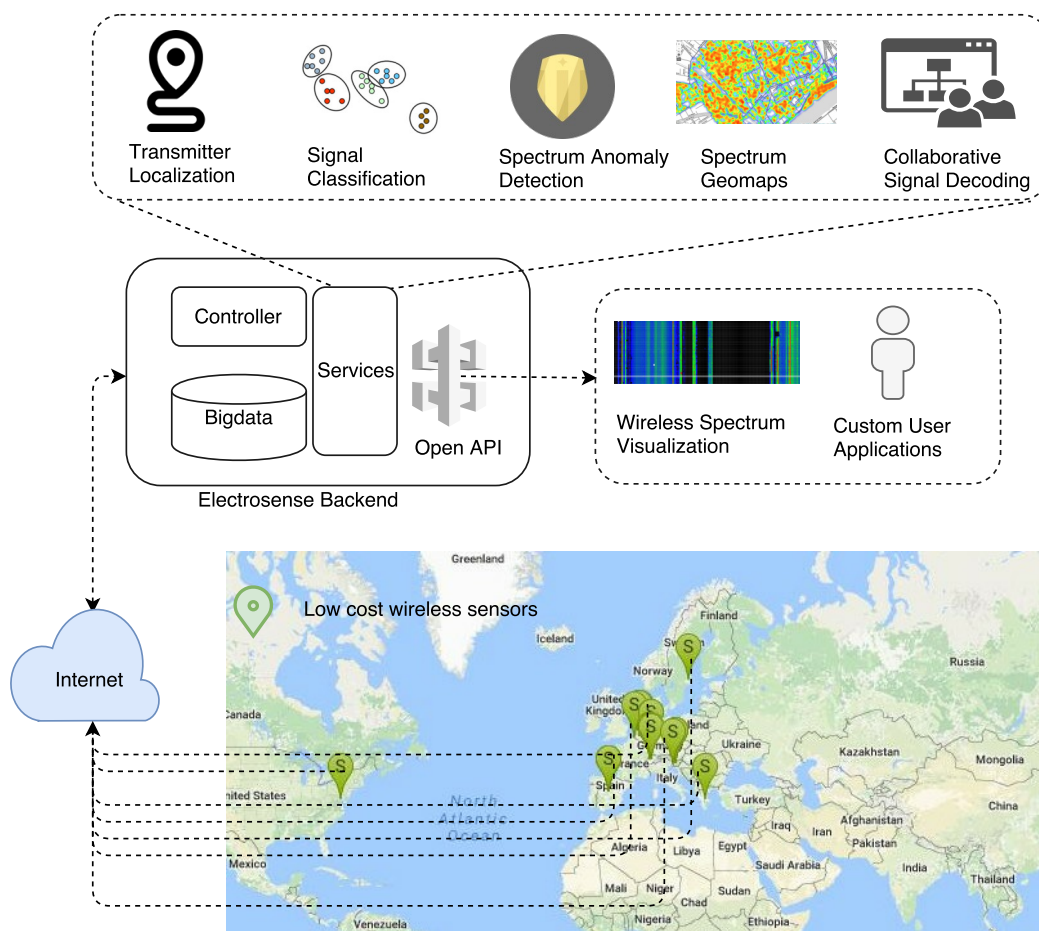 Transmitter
Localization
Signal
Classification
Spectrum Anomaly
Detection
Spectrum
Geomaps
Collaborative
Signal Decoding
Controller
Bigdata
Services
Open API
Electrosense Backend
Wireless Spectrum
Visualization
Custom User
Applications
Internet
Low cost wireless sensors
Greenland
Iceland
Finland
Norway
Russia
United
Kingdom
Canada
Ukraine
Kazakhstan
Mongolia
France
Italy
Spain
Turkey
China
nited States
North
Atlantic
Ocean
Iraq
Iran
Afghanistan
Pakistan
Algeria
Libya
Egypt
Saudi Arabia
India
Mexico
Mali
Niger
Chad
Sudan
Thailand
Nigeria
Ethiopia
Venezuela
S
S
S
S
S
S
S
S